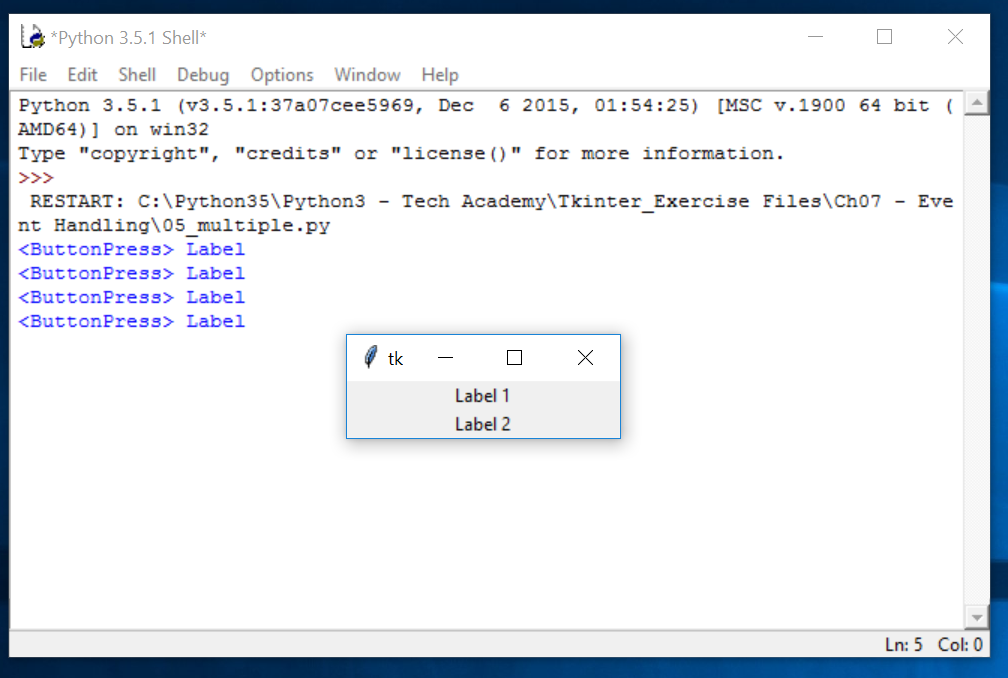 *Python 3.5.1 Shell*
File Edit Shell Debug Options Window Help
Python 3.5.1 (v3.5.1:37a07cee5969, Dec  6 2015, 01:54:25) [MSC v.1900 64 bit (
AMD64)] on win32
Type "copyright", "credits" or "license()" for more information.
>>>
 RESTART: C:\Python35\Python3 - Tech Academy\Tkinter_Exercise Files\Ch07 - Eve
nt Handling\05_multiple.py
<ButtonPress> Label
<ButtonPress> Label
<ButtonPress> Label
<ButtonPress> Label
tk
Label 1
Label 2
Ln: 5 Col: 0